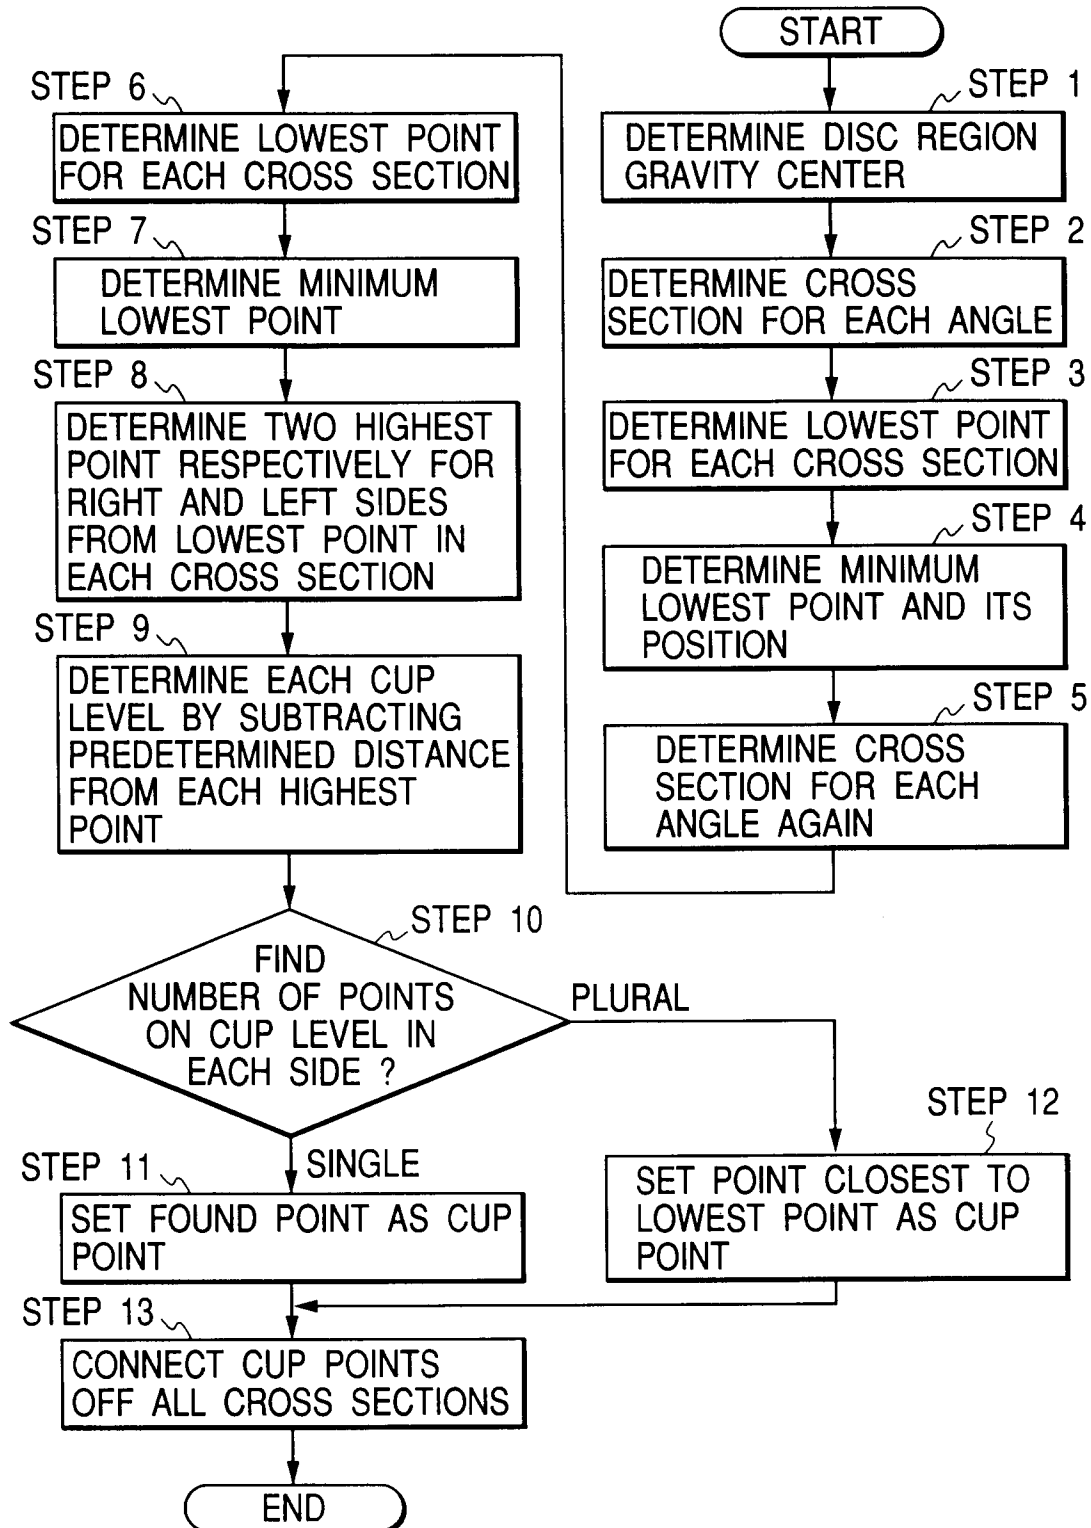 START
STEP 1
DETERMINE DISC REGION
GRAVITY CENTER
STEP 2
DETERMINE CROSS
SECTION FOR EACH ANGLE
STEP 3
DETERMINE LOWEST POINT
FOR EACH CROSS SECTION
STEP 4
DETERMINE MINIMUM
LOWEST POINT AND ITS
POSITION
STEP 5
DETERMINE CROSS
SECTION FOR EACH
ANGLE AGAIN
STEP 6
DETERMINE LOWEST POINT
FOR EACH CROSS SECTION
STEP 7
DETERMINE MINIMUM
LOWEST POINT
STEP 8
DETERMINE TWO HIGHEST
POINT RESPECTIVELY FOR
RIGHT AND LEFT SIDES
FROM LOWEST POINT IN
EACH CROSS SECTION
STEP 9
DETERMINE EACH CUP
LEVEL BY SUBTRACTING
PREDETERMINED DISTANCE
FROM EACH HIGHEST
POINT
STEP 10
FIND
NUMBER OF POINTS
ON CUP LEVEL IN
EACH SIDE ?
PLURAL
SINGLE
STEP 11
SET FOUND POINT AS CUP
POINT
STEP 12
SET POINT CLOSEST TO
LOWEST POINT AS CUP
POINT
STEP 13
CONNECT CUP POINTS
OFF ALL CROSS SECTIONS
END